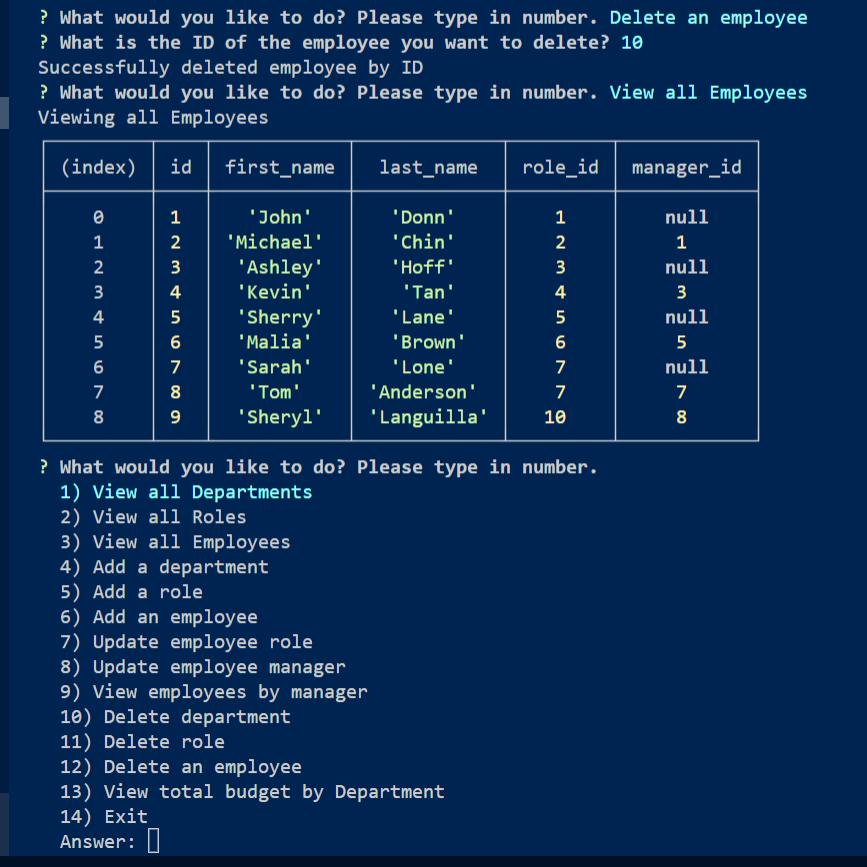 ? What would you like to do? Please type in number. Delete an employee
? What is the ID of the employee you want to delete? 10
Successfully deleted employee by ID
? What would you like to do? Please type in number. View all Employees
Viewing all Employees
(index) id first_name last_name role_id manager_id
0 1 'John' 'Donn' 1 null
1 2 'Michael' 'Chin' 2 1
2 3 'Ashley' 'Hoff' 3 null
3 4 'Kevin' 'Tan' 4 3
4 5 'Sherry' 'Lane' 5 null
5 6 'Malia' 'Brown' 6 5
6 7 'Sarah' 'Lone' 7 null
7 8 'Tom' 'Anderson' 7 7
8 9 'Sheryl' 'Languilla' 10 8
? What would you like to do? Please type in number.
1) View all Departments
2) View all Roles
3) View all Employees
4) Add a department
5) Add a role
6) Add an employee
7) Update employee role
8) Update employee manager
9) View employees by manager
10) Delete department
11) Delete role
12) Delete an employee
13) View total budget by Department
14) Exit
Answer: